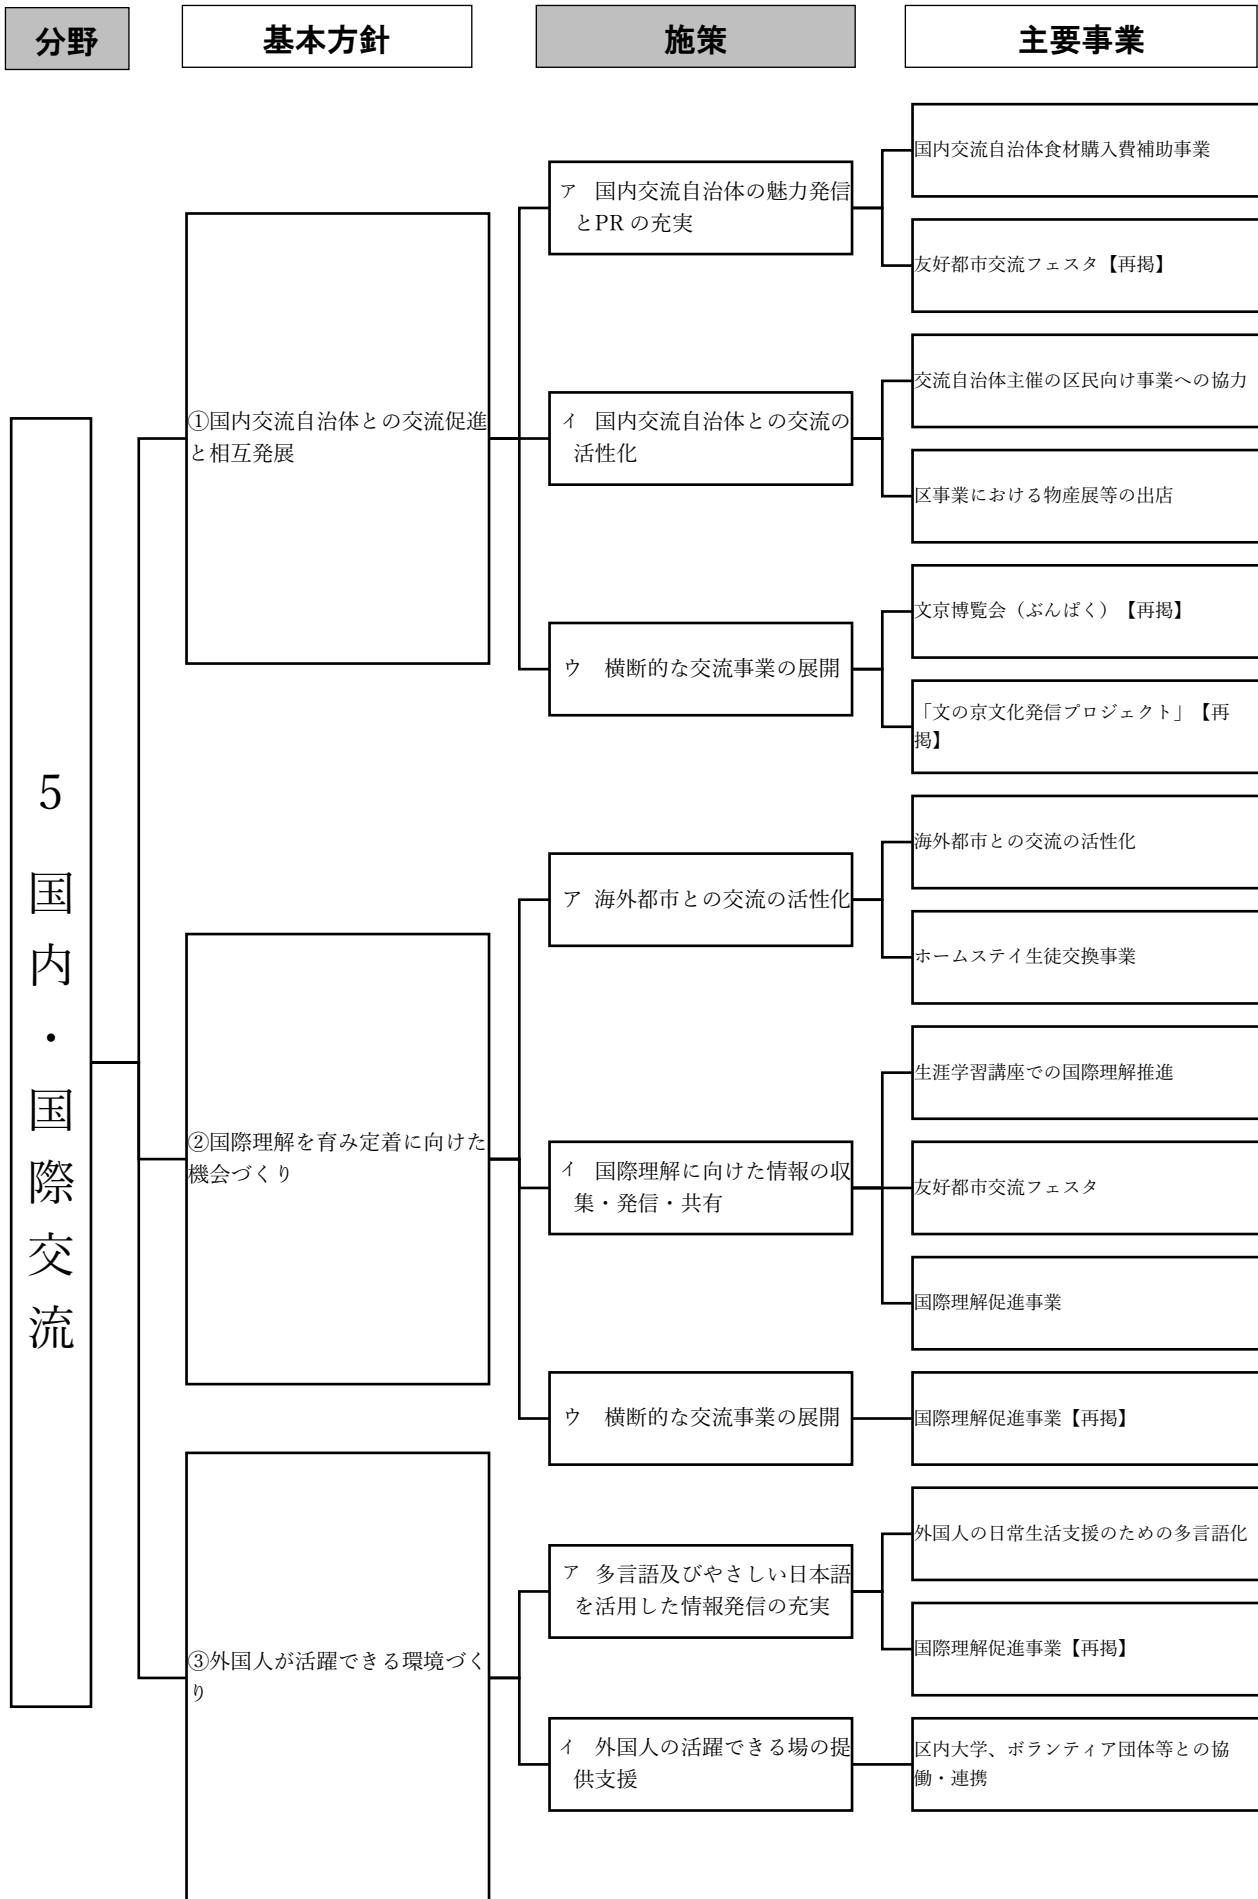 分野
基本方針
施策
主要事業
5 国内・国際交流
①国内交流自治体との交流促進
と相互発展
ア 国内交流自治体の魅力発信
とPR の充実
国内交流自治体食材購入費補助事業
友好都市交流フェスタ【再掲】
イ 国内交流自治体との交流の
活性化
交流自治体主催の区民向け事業への協力
区事業における物産展等の出店
ウ 横断的な交流事業の展開
文京博覧会（ぶんぱく）【再掲】
「文の京文化発信プロジェクト」【再
掲】
②国際理解を育み定着に向けた
機会づくり
ア 海外都市との交流の活性化
海外都市との交流の活性化
ホームステイ生徒交換事業
イ 国際理解に向けた情報の収
集・発信・共有
生涯学習講座での国際理解推進
友好都市交流フェスタ
国際理解促進事業
ウ 横断的な交流事業の展開
国際理解促進事業【再掲】
③外国人が活躍できる環境づく
り
ア 多言語及びやさしい日本語
を活用した情報発信の充実
外国人の日常生活支援のための多言語化
国際理解促進事業【再掲】
イ 外国人の活躍できる場の提
供支援
区内大学、ボランティア団体等との協
働・連携